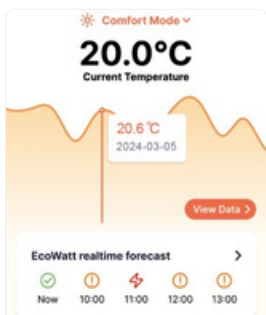 Comfort Mode
20.0°C
Current Temperature
20.6 °C
2024-03-05
View Data
EcoWatt realtime forecast
Now 10:00 11:00 12:00 13:00